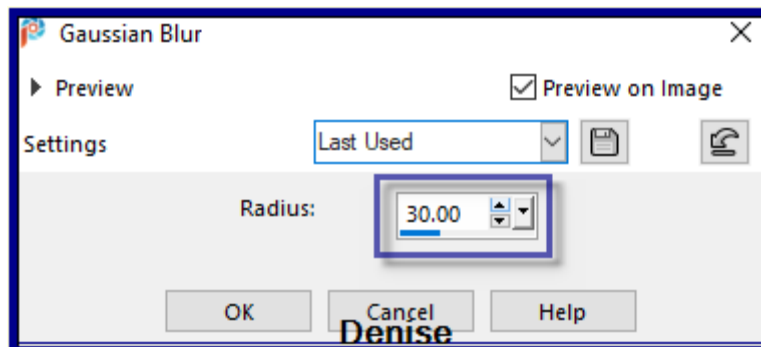 Gaussian Blur
Preview
Preview on Image
Settings
Last Used
Radius:
30.00
OK
Cancel
Help
Denise